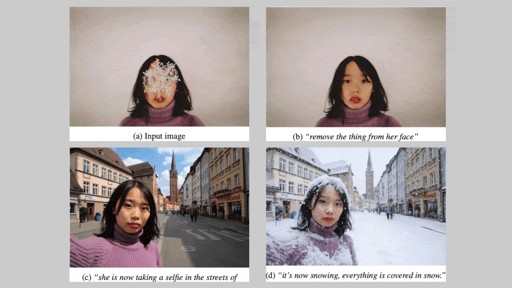 (a) Input image
(b) “remove the thing from her face”
(c) “she is now taking a selfie in the streets of
(d) “it’s now snowing, everything is covered in snow.”